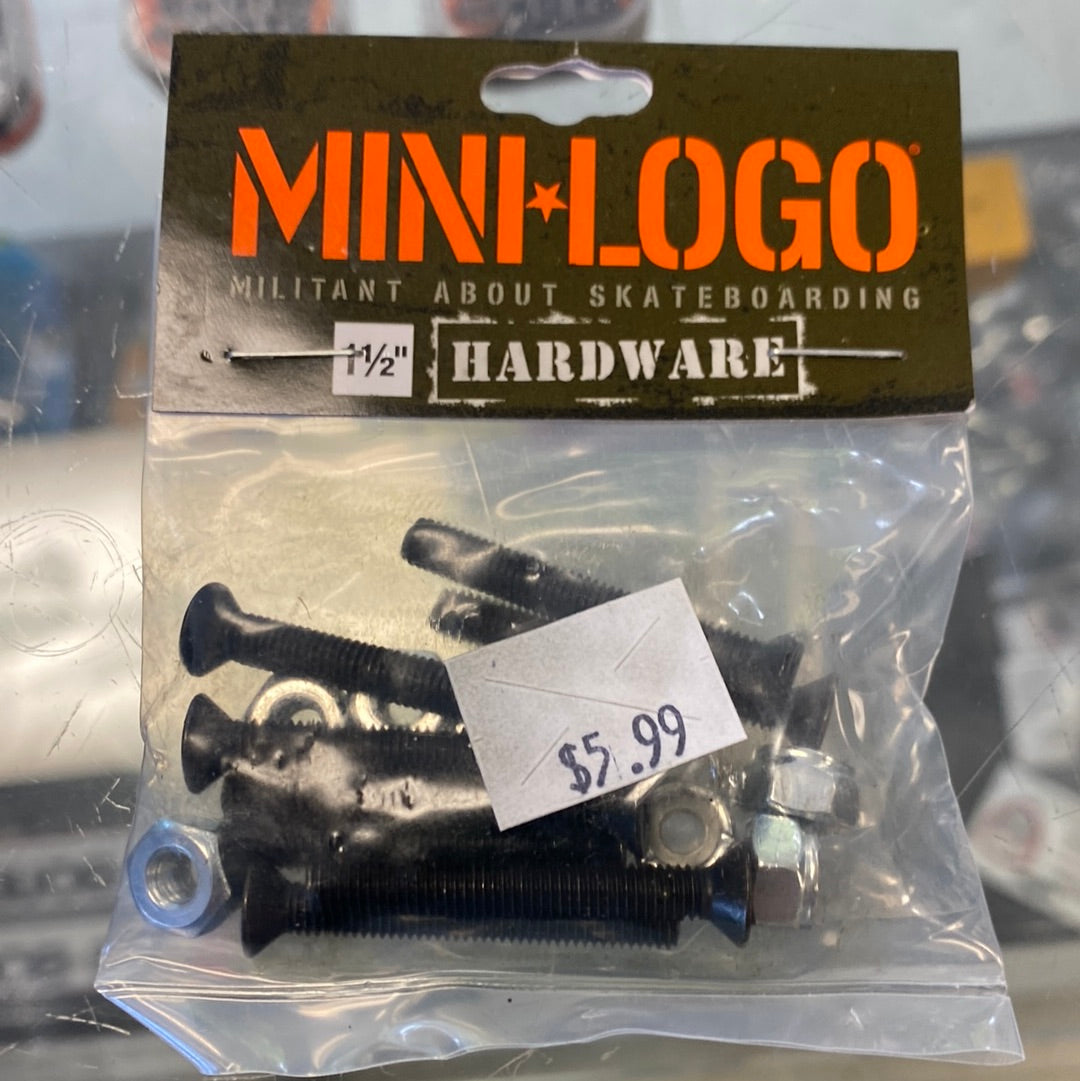 MINI★LOGO
MILITANT ABOUT SKATEBOARDING
1½" HARDWARE
$5.99